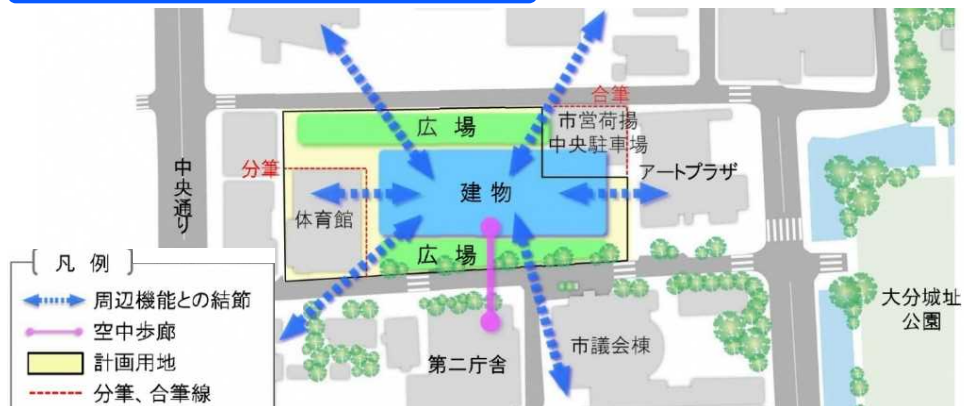 合筆
広場
市営荷揚
中央駐車場
分筆
アートプラザ
中央通り
建物
体育館
広場
凡例
周辺機能との結節
空中歩廊
計画用地
分筆、合筆線
第二庁舎
市議会棟
大分城址
公園